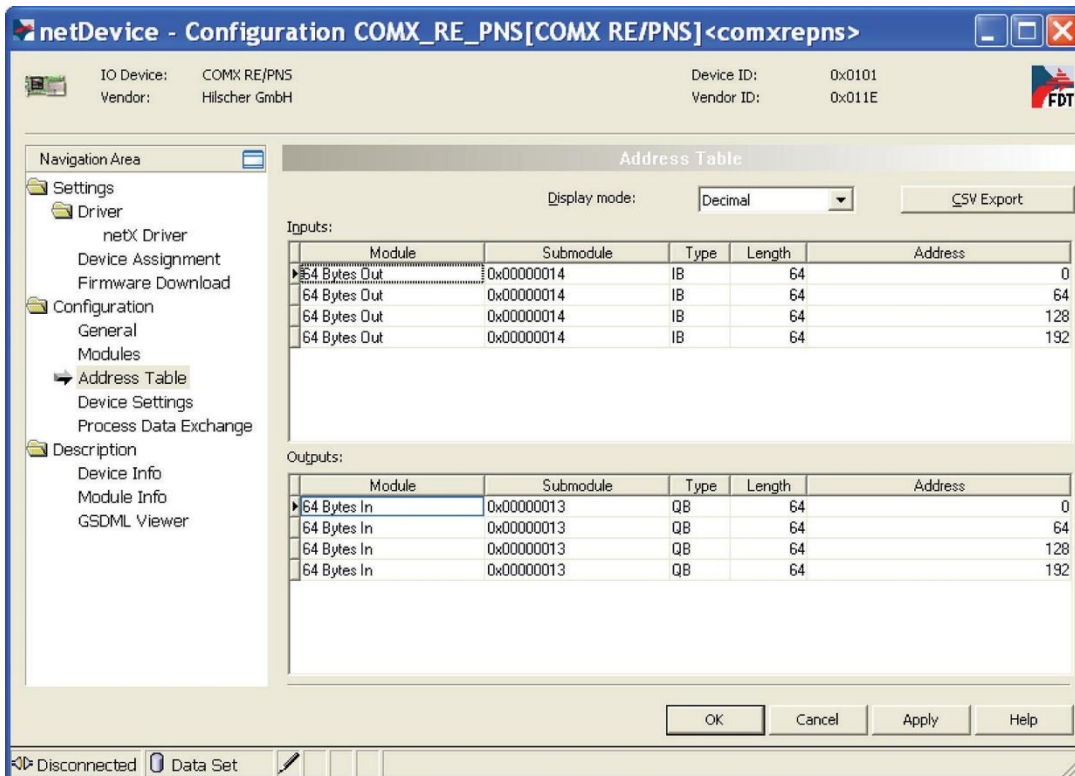 netDevice - Configuration COMX_RE_PNS[COMX RE/PNS]<comxrepns>
IO Device: COMX RE/PNS Device ID: 0x0101
Vendor: Hilscher GmbH Vendor ID: 0x011E
FDT
Navigation Area
Settings
Driver
netX Driver
Device Assignment
Firmware Download
Configuration
General
Modules
Address Table
Device Settings
Process Data Exchange
Description
Device Info
Module Info
GSDML Viewer
Address Table
Display mode: Decimal CSV Export
Inputs:
Module Submodule Type Length Address
64 Bytes Out 0x00000014 IB 64 0
64 Bytes Out 0x00000014 IB 64 64
64 Bytes Out 0x00000014 IB 64 128
64 Bytes Out 0x00000014 IB 64 192
Outputs:
Module Submodule Type Length Address
64 Bytes In 0x00000013 QB 64 0
64 Bytes In 0x00000013 QB 64 64
64 Bytes In 0x00000013 QB 64 128
64 Bytes In 0x00000013 QB 64 192
OK Cancel Apply Help
Disconnected Data Set